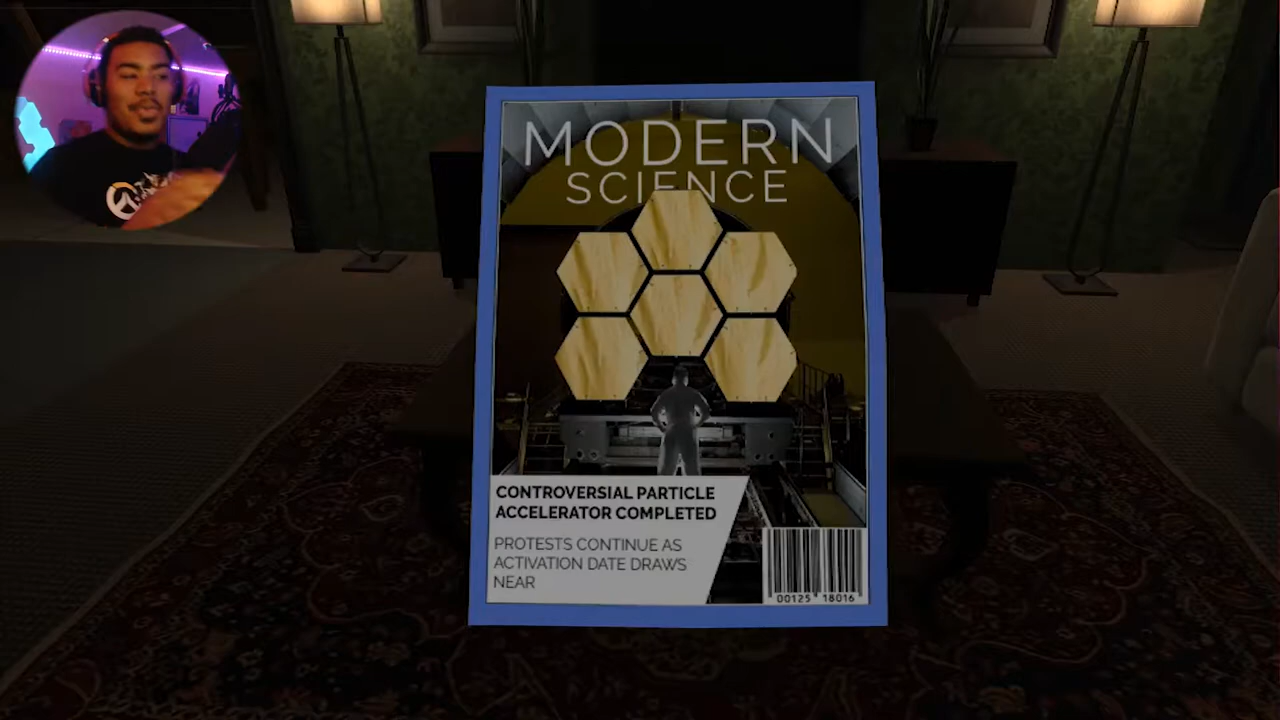 MODERN
SCIENCE
CONTROVERSIAL PARTICLE
ACCELERATOR COMPLETED
PROTESTS CONTINUE AS
ACTIVATION DATE DRAWS
NEAR
00125 18016